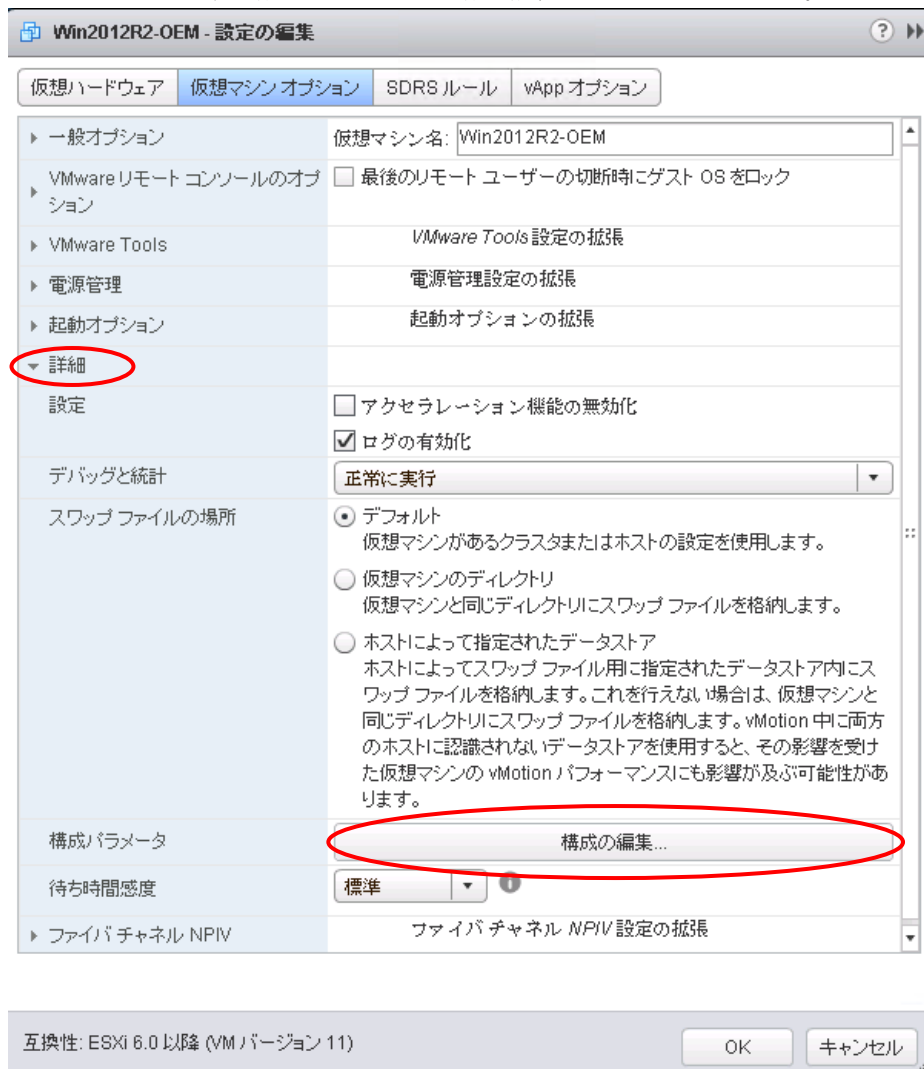 Win2012R2-OEM - 設定の編集
仮想ハードウェア
仮想マシン オプション
SDRS ルール
vApp オプション
一般オプション
仮想マシン名: Win2012R2-OEM
VMware リモート コンソールのオプ
ション
最後のリモート ユーザーの切断時にゲスト OS をロック
VMware Tools
VMware Tools 設定の拡張
電源管理
電源管理設定の拡張
起動オプション
起動オプションの拡張
詳細
設定
アクセラレーション機能の無効化
ログの有効化
デバッグと統計
正常に実行
スワップ ファイルの場所
デフォルト
仮想マシンがあるクラスタまたはホストの設定を使用します。
仮想マシンのディレクトリ
仮想マシンと同じディレクトリにスワップ ファイルを格納します。
ホストによって指定されたデータストア
ホストによってスワップ ファイル用に指定されたデータストア内にス
ワップ ファイルを格納します。これを行えない場合は、仮想マシンと
同じディレクトリにスワップ ファイルを格納します。vMotion 中に両方
のホストに認識されないデータストアを使用すると、その影響を受け
た仮想マシンの vMotion パフォーマンスにも影響が及ぶ可能性があ
ります。
構成パラメータ
構成の編集...
待ち時間感度
標準
ファイバ チャネル NPIV
ファイバ チャネル NPIV 設定の拡張
互換性: ESXi 6.0 以降 (VM バージョン 11)
OK
キャンセル